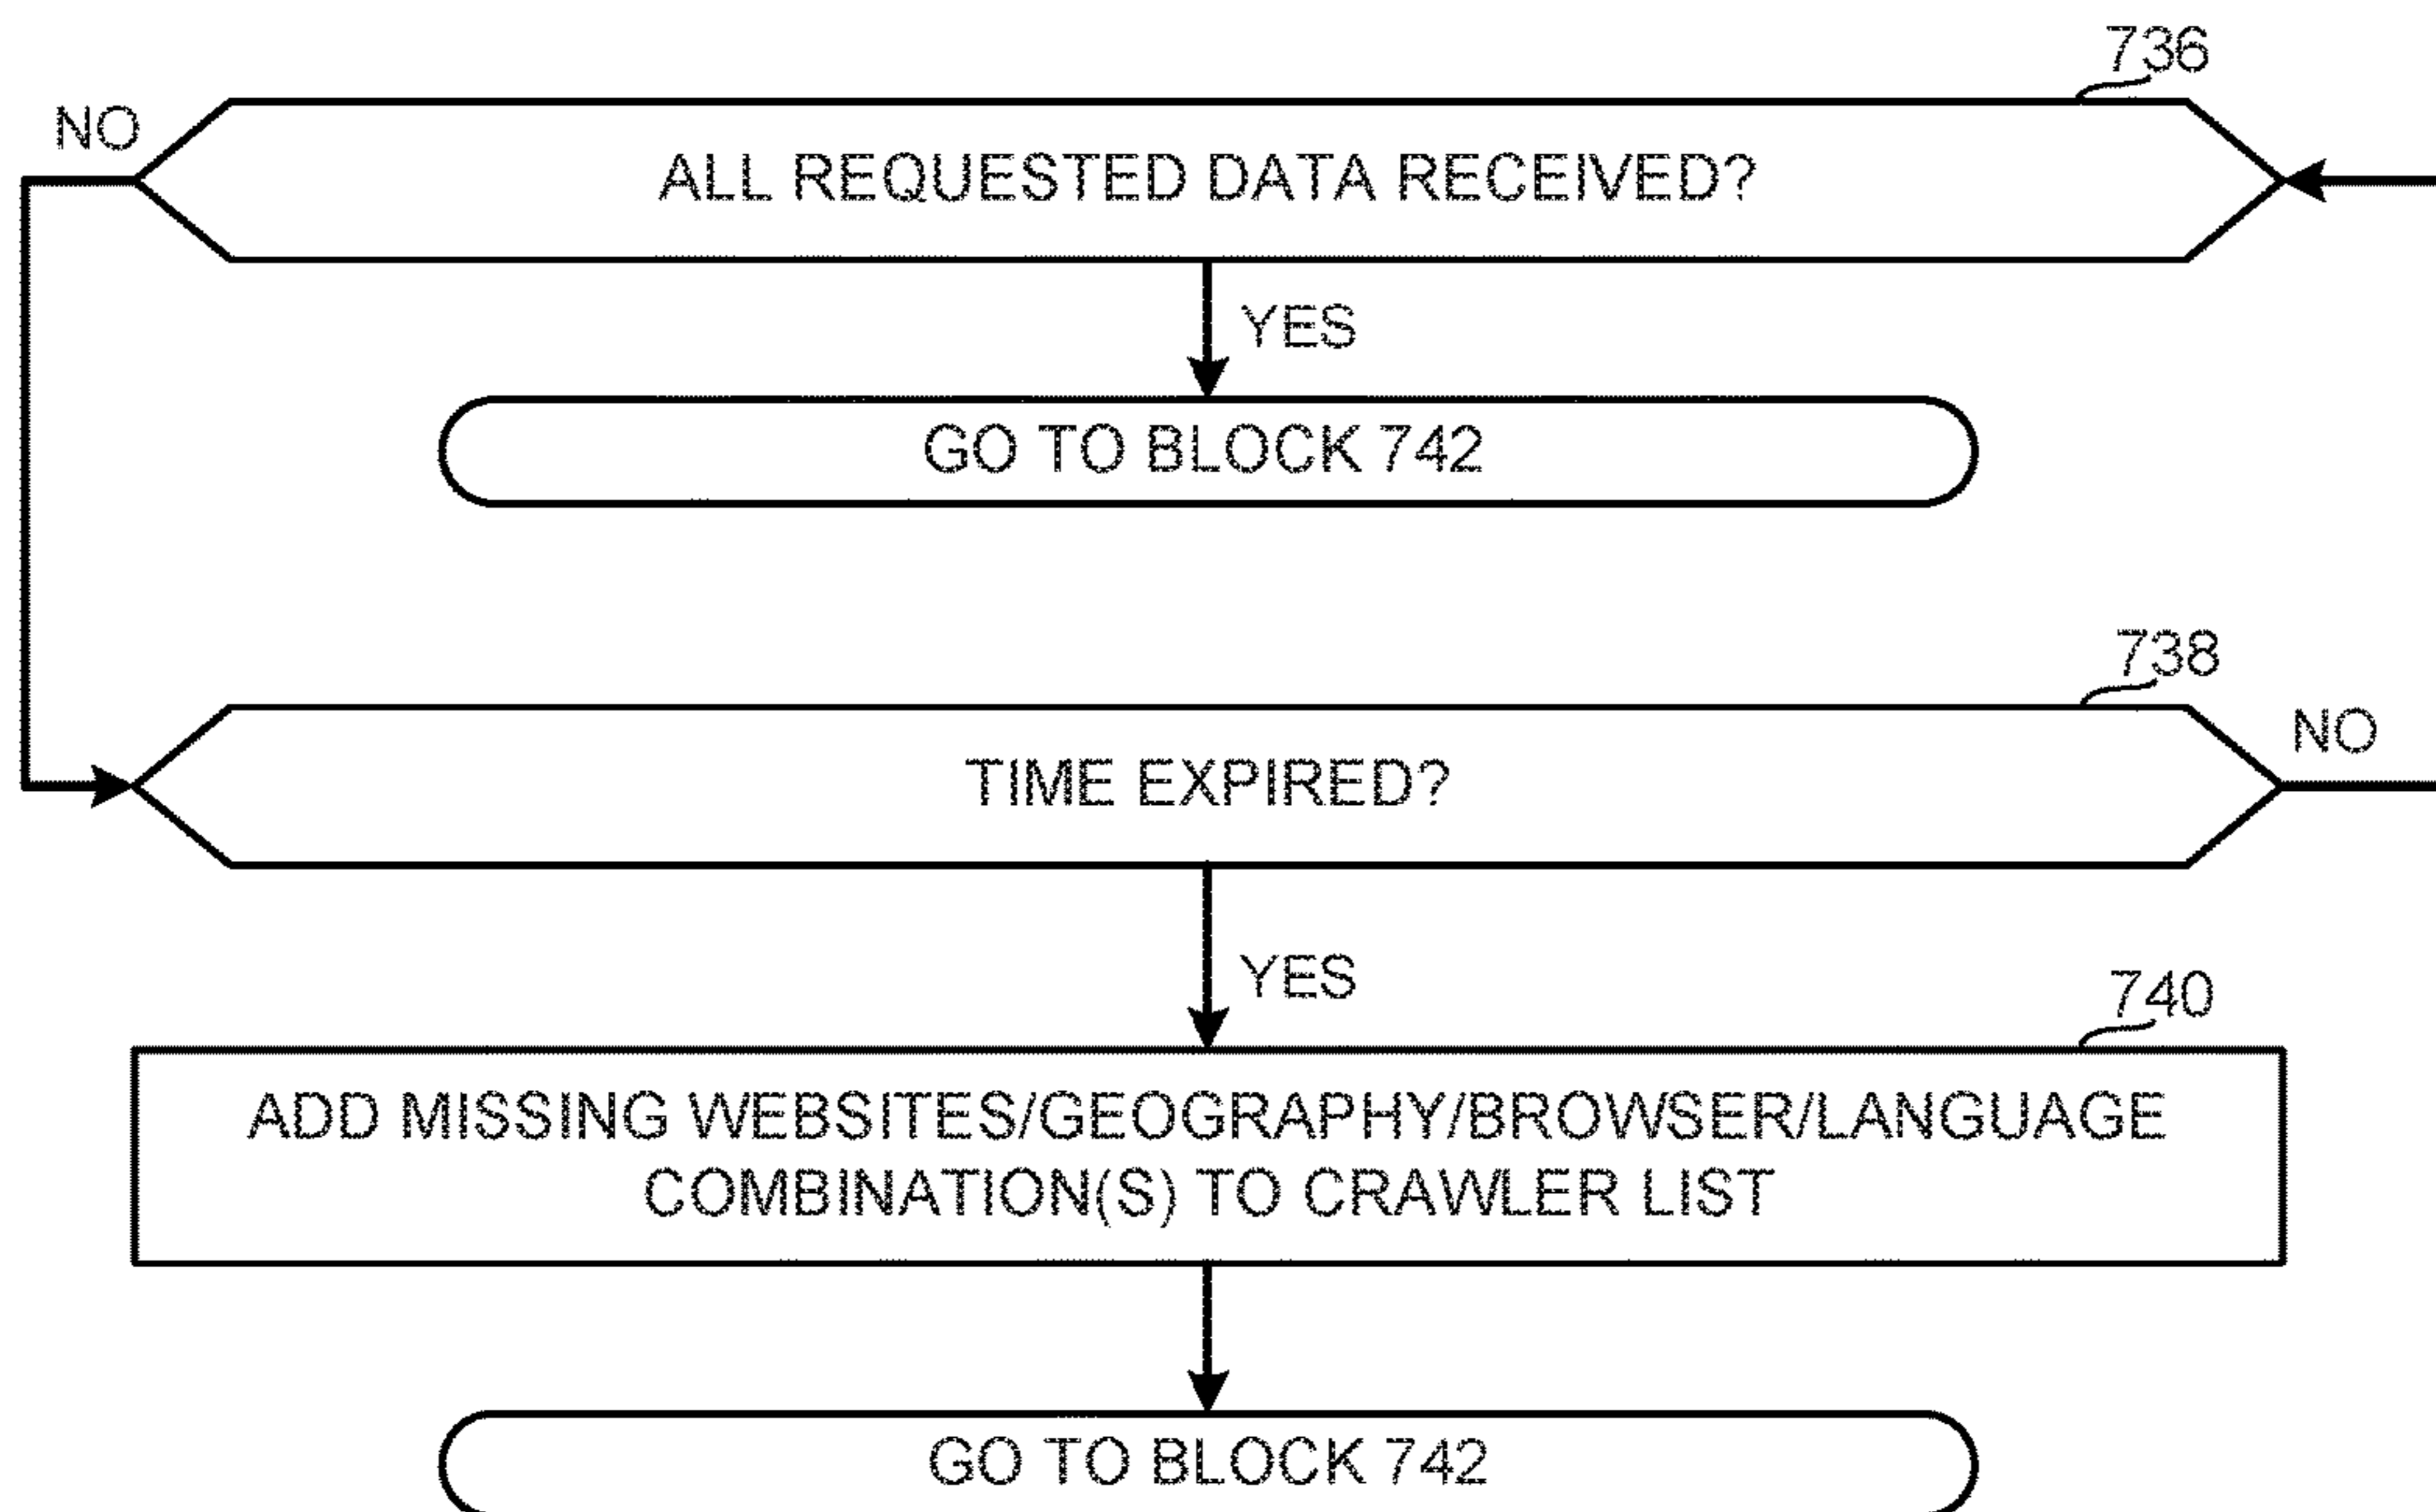 736
NO
ALL REQUESTED DATA RECEIVED?
YES
GO TO BLOCK 742
738
NO
TIME EXPIRED?
YES
740
ADD MISSING WEBSITES/GEOGRAPHY/BROWSER/LANGUAGE
COMBINATION(S) TO CRAWLER LIST
GO TO BLOCK 742